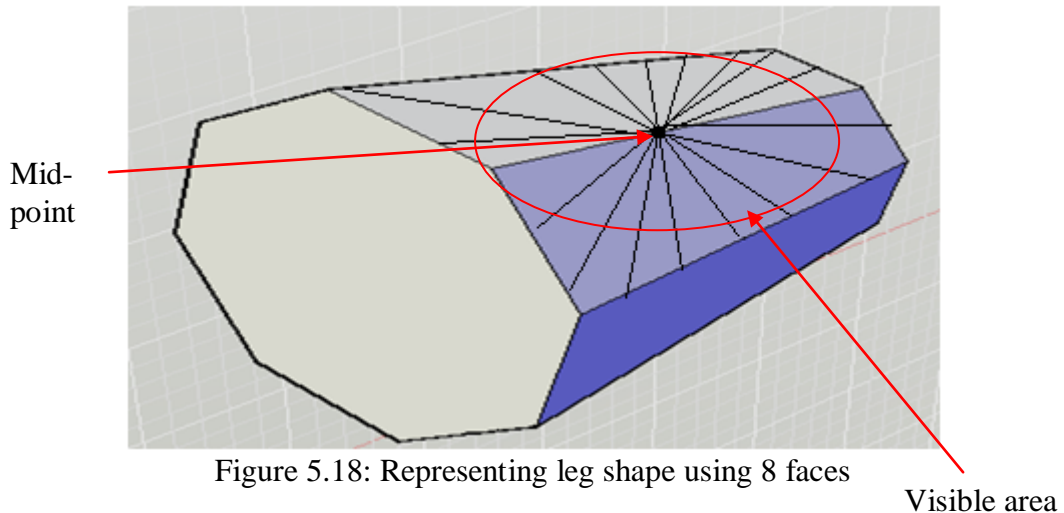 Mid-
point
Figure 5.18: Representing leg shape using 8 faces
Visible area